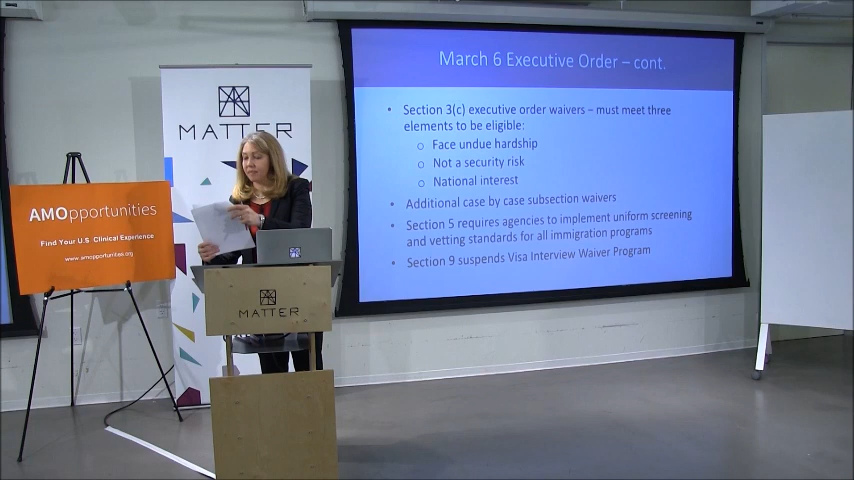 March 6 Executive Order – cont.
• Section 3(c) executive order waivers – must meet three
elements to be eligible:
o Face undue hardship
o Not a security risk
o National interest
• Additional case by case subsection waivers
• Section 5 requires agencies to implement uniform screening
and vetting standards for all immigration programs
• Section 9 suspends Visa Interview Waiver Program
MATTER
AMOpportunities
Find Your U.S Clinical Experience
www.amopportunities.org
MATTER